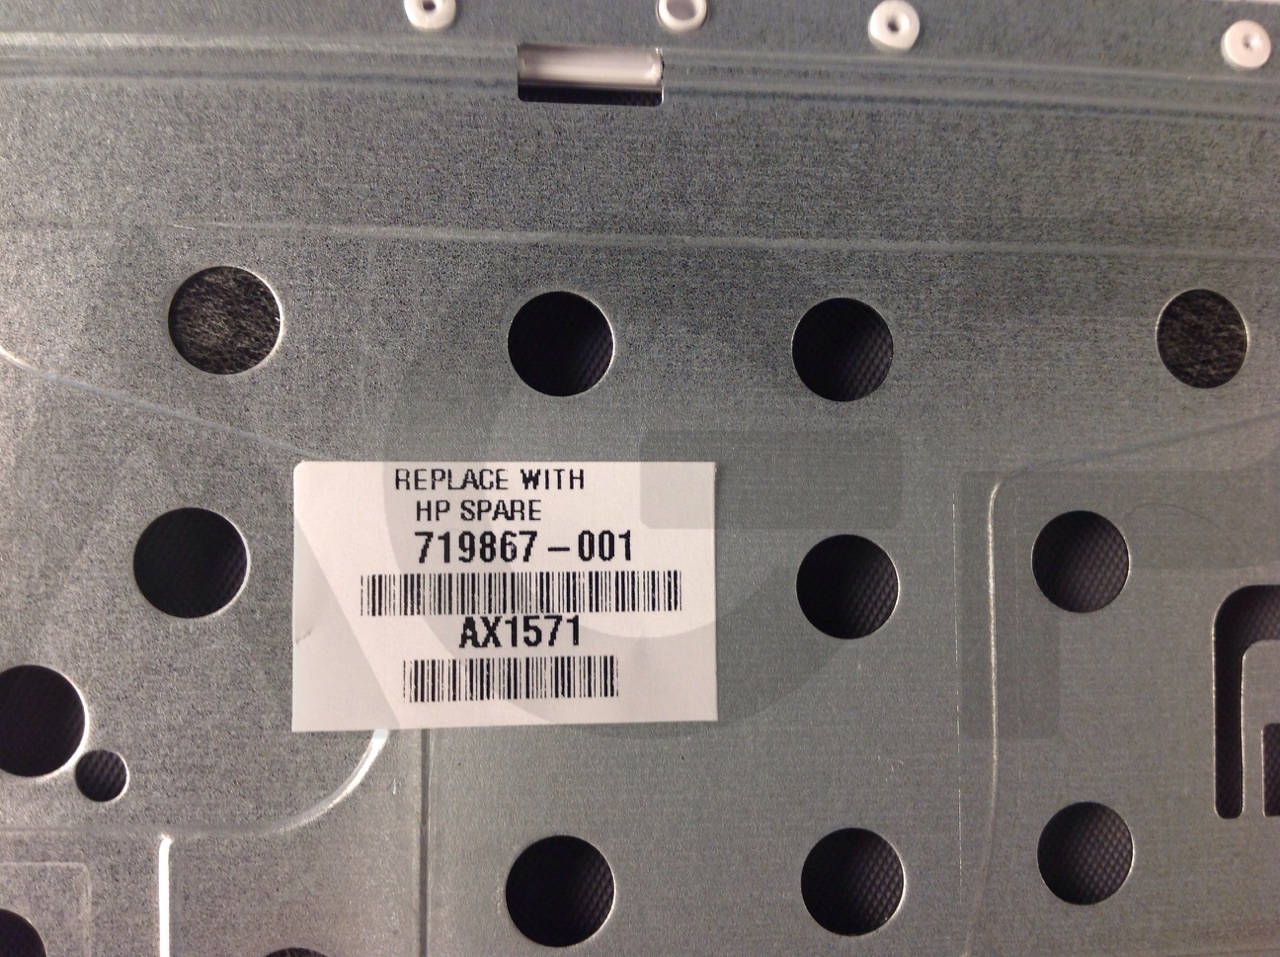 REPLACE WITH
HP SPARE
719867-001
AX1571